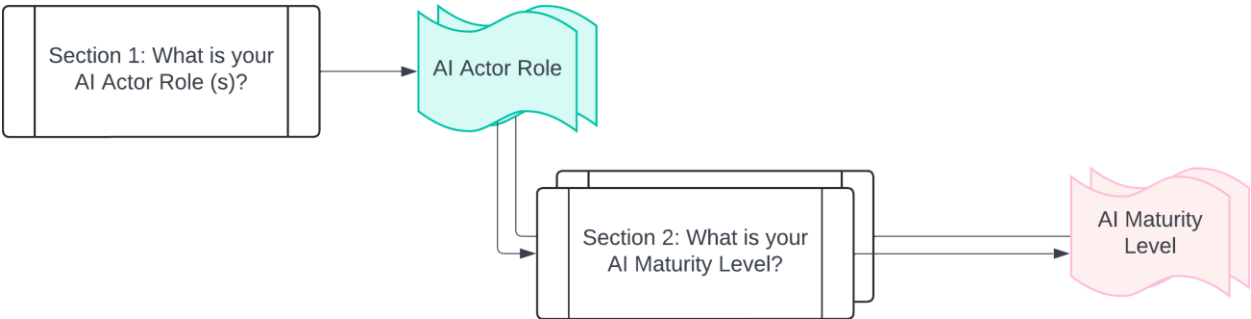 Section 1: What is your
AI Actor Role (s)?
AI Actor Role
Section 2: What is your
AI Maturity Level?
AI Maturity
Level